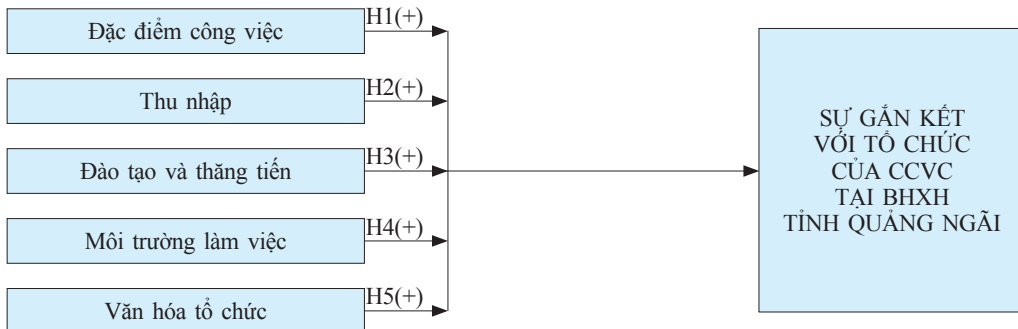 Đặc điểm công việc
H1(+)
Thu nhập
H2(+)
Đào tạo và thăng tiến
H3(+)
Môi trường làm việc
H4(+)
Văn hóa tổ chức
H5(+)
SỰ GẮN KẾT
VỚI TỔ CHỨC
CỦA CCVC
TẠI BHXH
TỈNH QUẢNG NGÃI